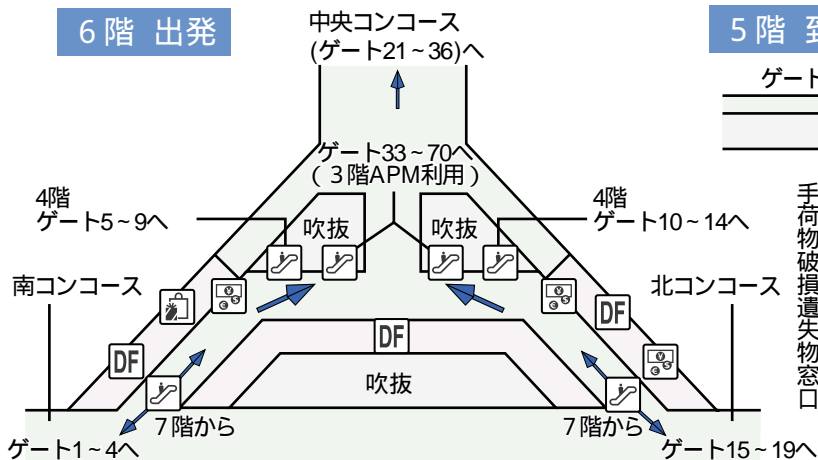 6階 出発
中央コンコース
(ゲート21~36)へ
5階
ゲート
ゲート33~70へ
(3階APM利用)
4階
ゲート5~9へ
吹抜
吹抜
4階
ゲート10~14へ
手荷物破損遺失物窓口
南コンコース
北コンコース
DF
DF
DF
吹抜
7階から
7階から
ゲート1~4へ
ゲート15~19へ